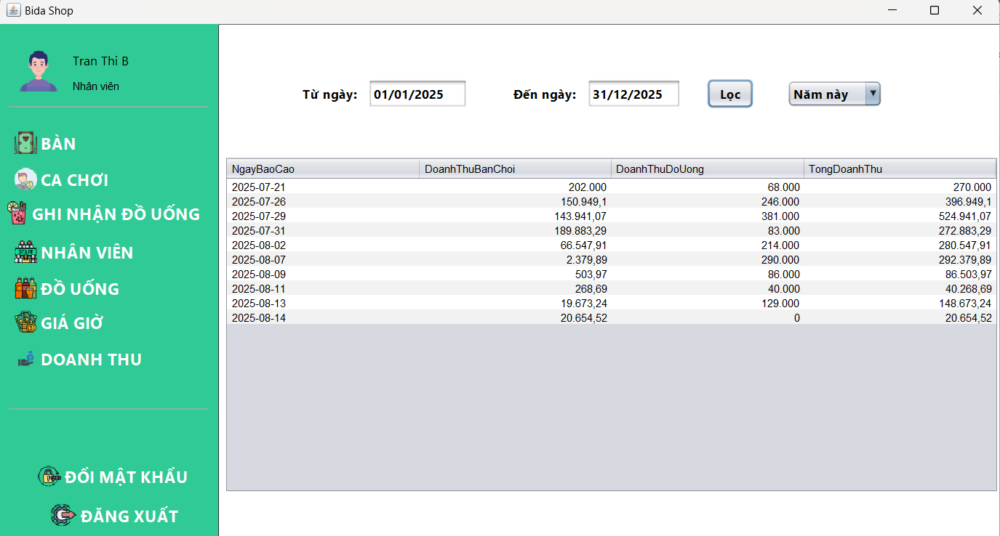 Bida Shop
Tran Thi B
Nhân viên
BÀN
CA CHƠI
GHI NHẬN ĐỒ UỐNG
STAFF
NHÂN VIÊN
ĐỒ UỐNG
GIÁ GIỜ
DOANH THU
ĐỔI MẬT KHẨU
ĐĂNG XUẤT
Từ ngày: 01/01/2025 Đến ngày: 31/12/2025 Lọc Năm này
NgayBaoCao DoanhThuBanChoi DoanhThuDoUong TongDoanhThu
2025-07-21 202.000 68.000 270.000
2025-07-26 150.949,1 246.000 396.949,1
2025-07-29 143.941,07 381.000 524.941,07
2025-07-31 189.883,29 83.000 272.883,29
2025-08-02 66.547,91 214.000 280.547,91
2025-08-07 2.379,89 290.000 292.379,89
2025-08-09 503,97 86.000 86.503,97
2025-08-11 268,69 40.000 40.268,69
2025-08-13 19.673,24 129.000 148.673,24
2025-08-14 20.654,52 0 20.654,52